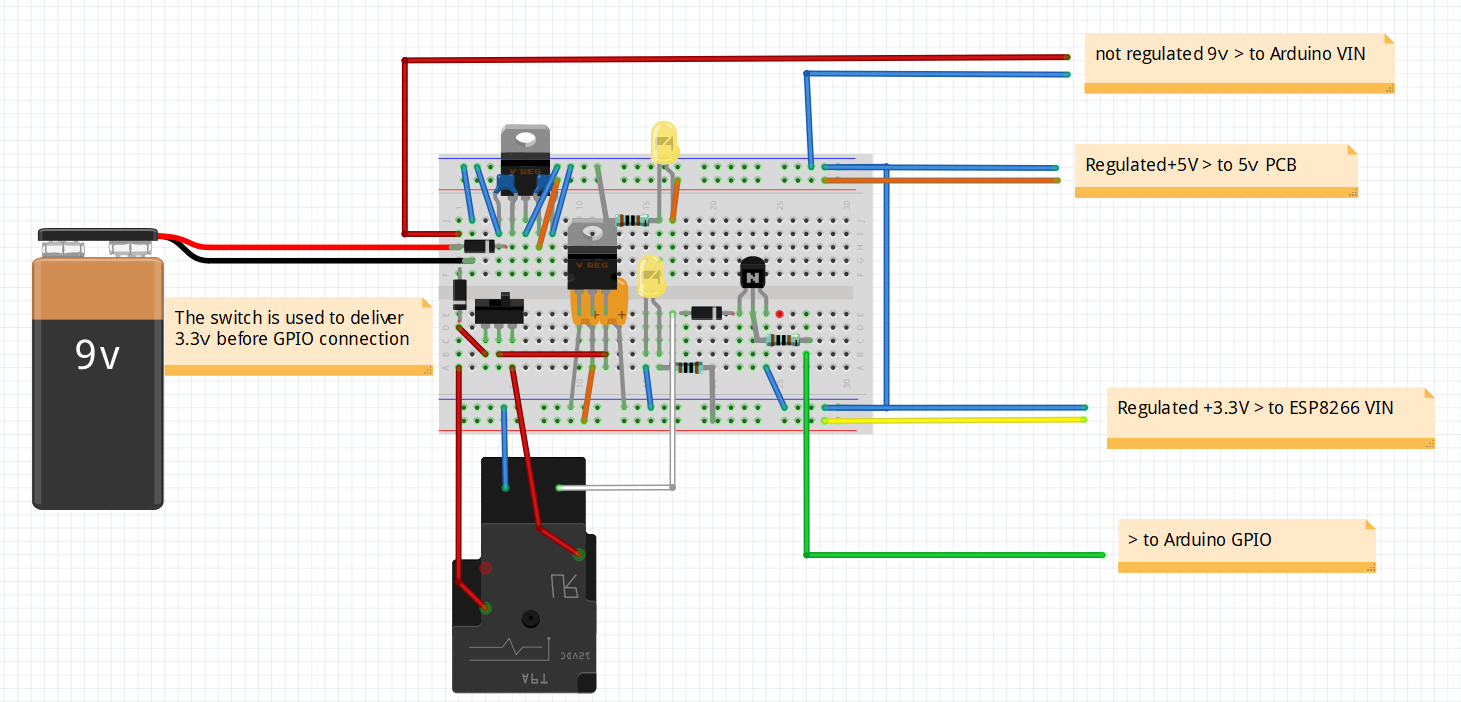 not regulated 9v > to Arduino VIN
V REG
Regulated+5V > to 5v PCB
V REG
N
The switch is used to deliver
3.3v before GPIO connection
9v
Regulated +3.3V > to ESP8266 VIN
> to Arduino GPIO
12VDC
T9A